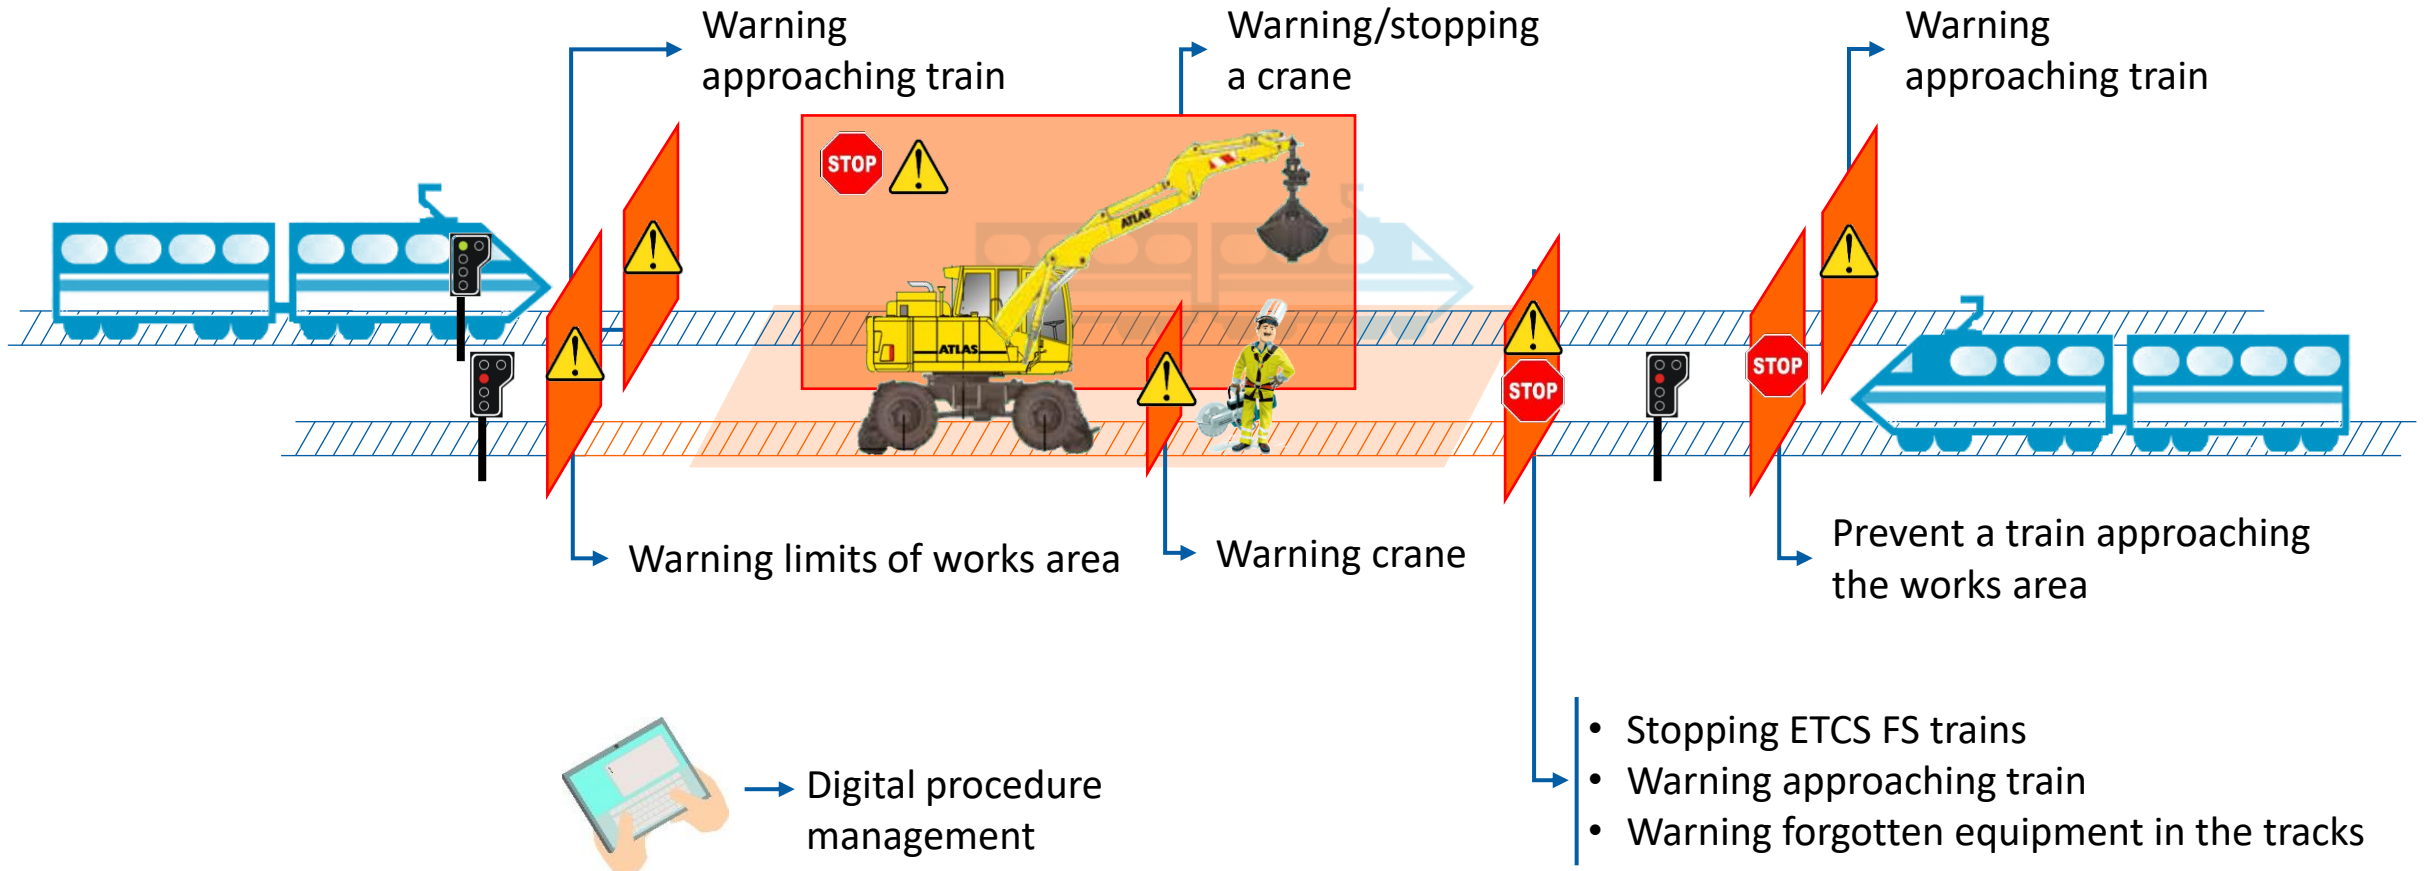 Warning
approaching train
Warning/stopping
a crane
Warning
approaching train
STOP
ATLAS
ATLAS
STOP
STOP
Warning limits of works area
Warning crane
Prevent a train approaching
the works area
• Stopping ETCS FS trains
• Warning approaching train
• Warning forgotten equipment in the tracks
Digital procedure
management